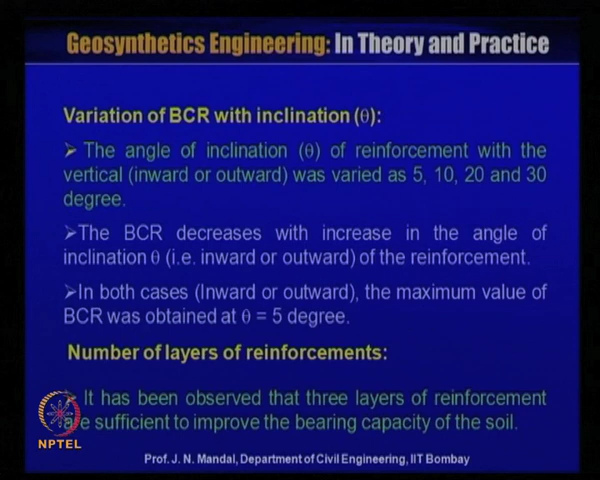 Geosynthetics Engineering: In Theory and Practice
Variation of BCR with inclination (θ):
➢ The angle of inclination (θ) of reinforcement with the
vertical (inward or outward) was varied as 5, 10, 20 and 30
degree.
➢The BCR decreases with increase in the angle of
inclination θ (i.e. inward or outward) of the reinforcement.
➢In both cases (Inward or outward), the maximum value of
BCR was obtained at θ = 5 degree.
Number of layers of reinforcements:
➢ It has been observed that three layers of reinforcement
are sufficient to improve the bearing capacity of the soil.
NPTEL
Prof. J. N. Mandal, Department of Civil Engineering, IIT Bombay